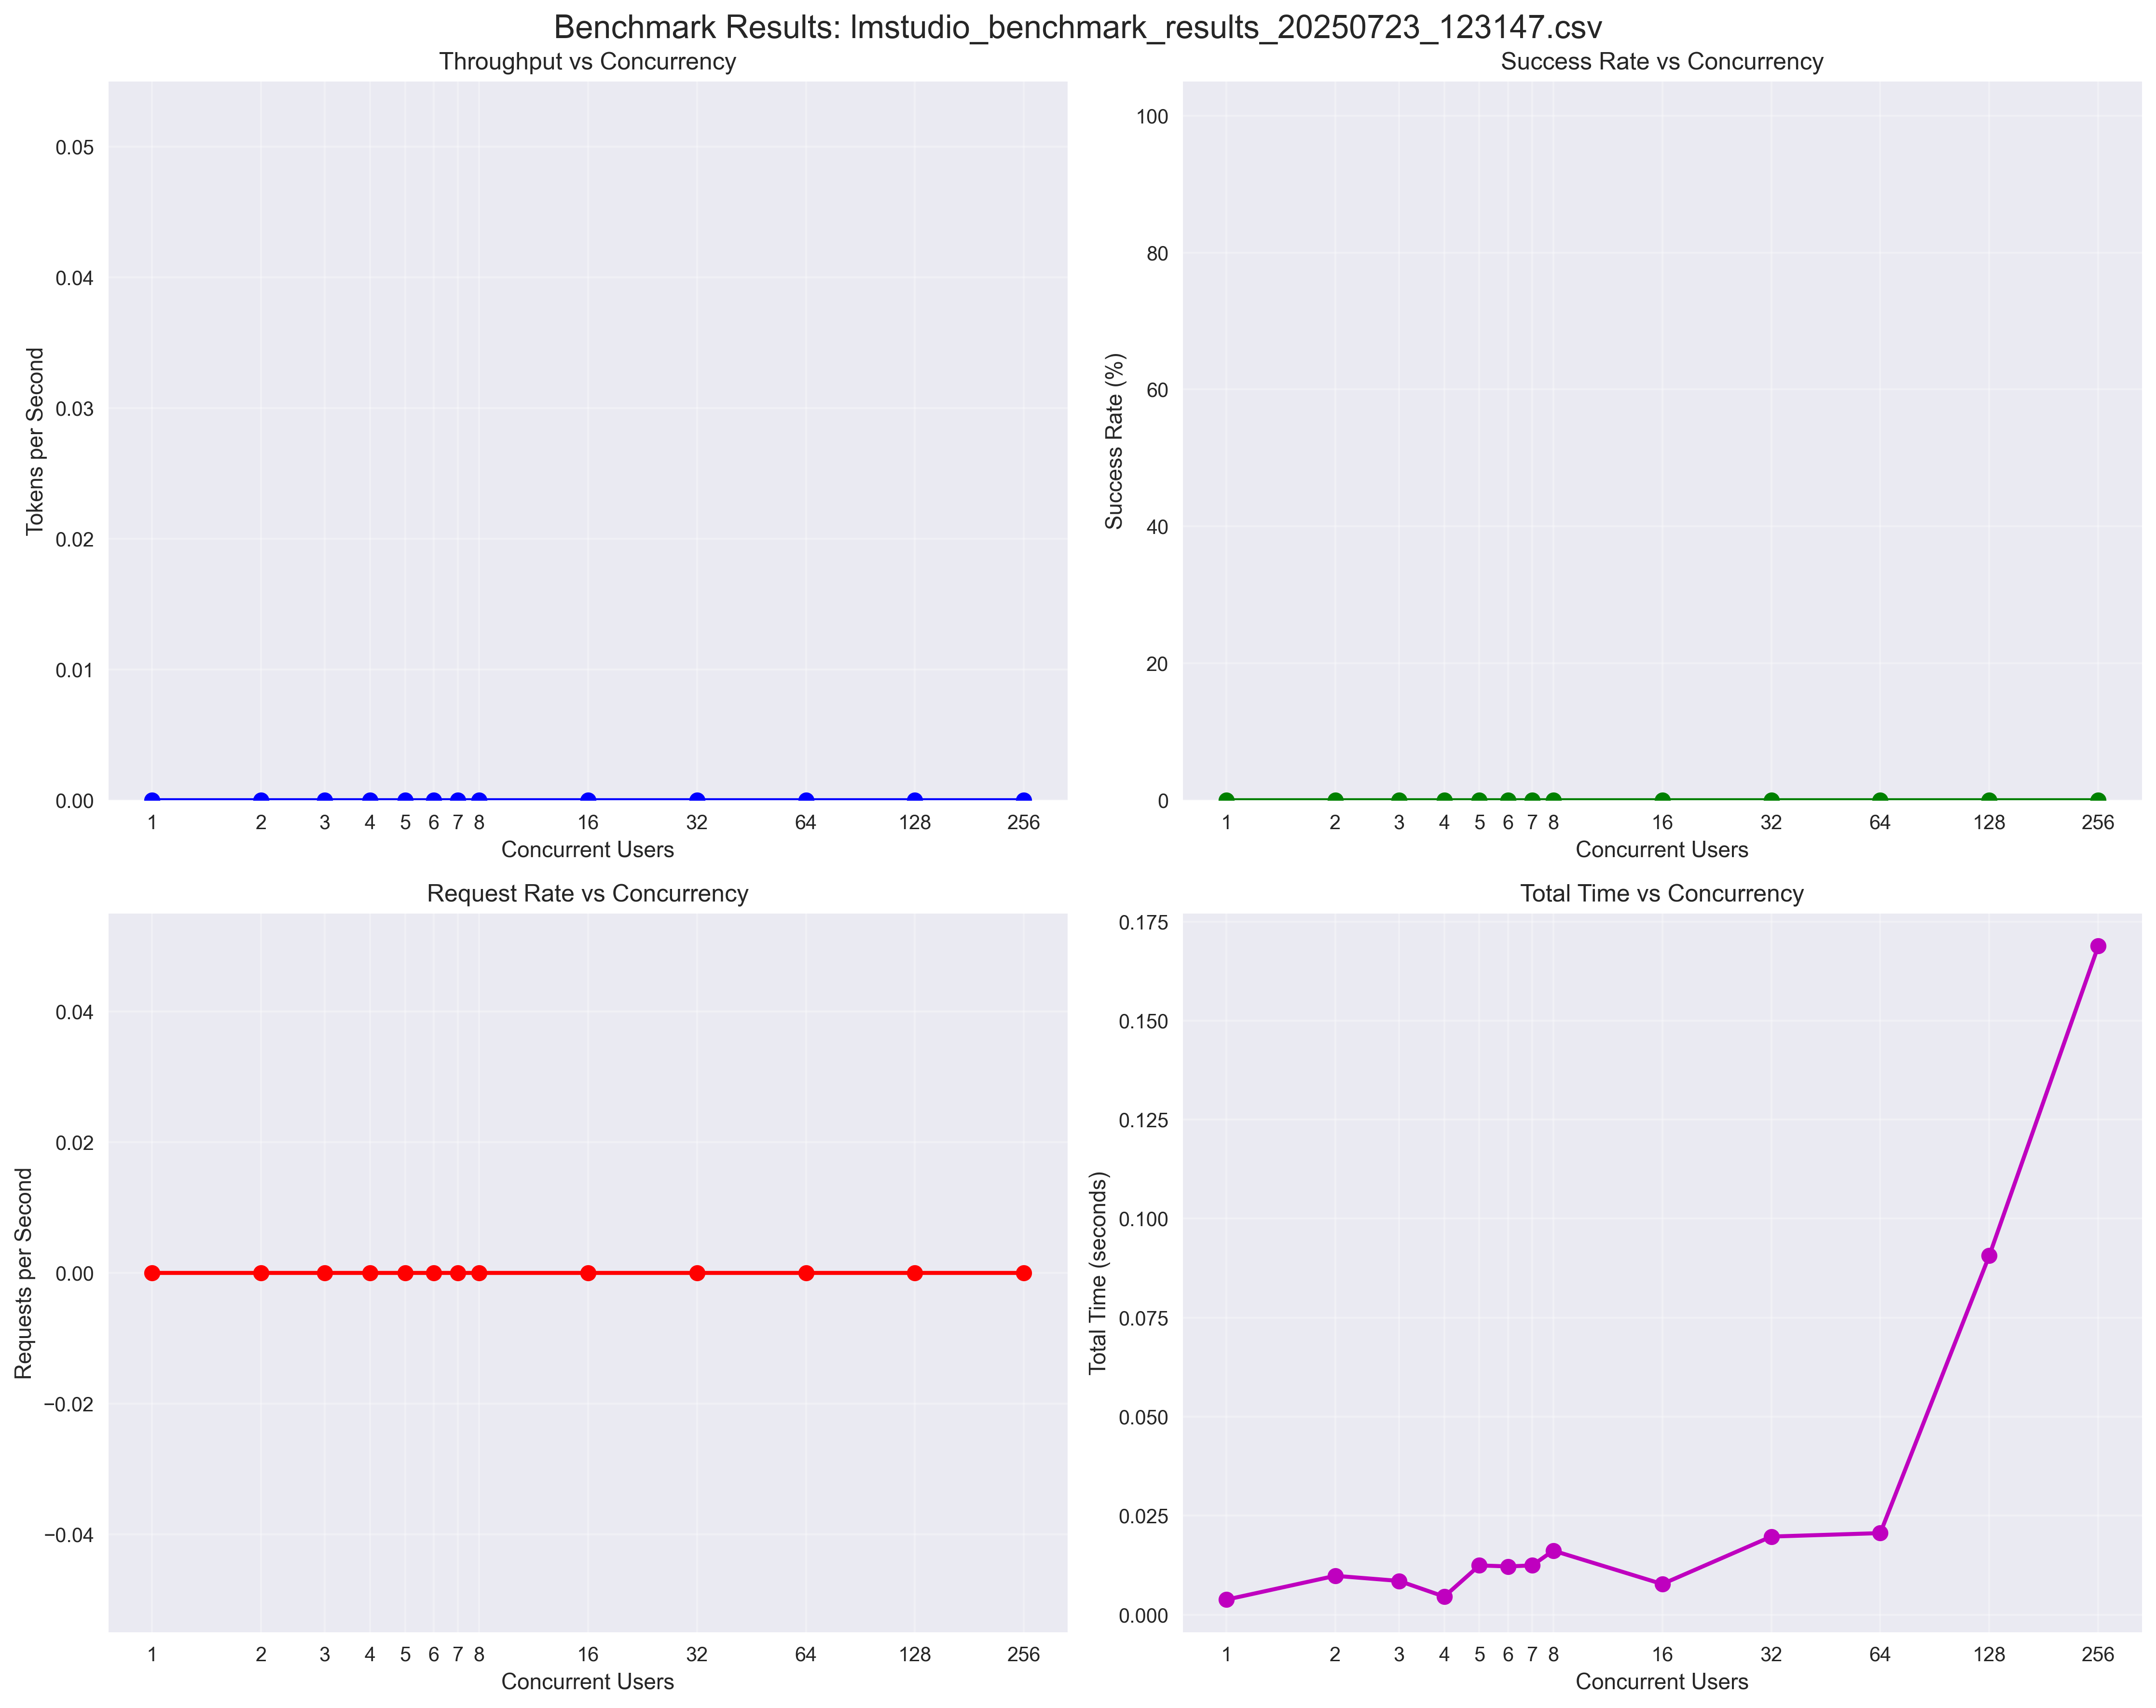 Benchmark Results: lmstudio_benchmark_results_20250723_123147.csv
Throughput vs Concurrency
Tokens per Second
0.05
0.04
0.03
0.02
0.01
0.00
1 2 3 4 5 6 7 8 16 32 64 128 256
Concurrent Users
Success Rate vs Concurrency
Success Rate (%)
100
80
60
40
20
0
1 2 3 4 5 6 7 8 16 32 64 128 256
Concurrent Users
Request Rate vs Concurrency
Requests per Second
0.04
0.02
0.00
−0.02
−0.04
1 2 3 4 5 6 7 8 16 32 64 128 256
Concurrent Users
Total Time vs Concurrency
Total Time (seconds)
0.175
0.150
0.125
0.100
0.075
0.050
0.025
0.000
1 2 3 4 5 6 7 8 16 32 64 128 256
Concurrent Users